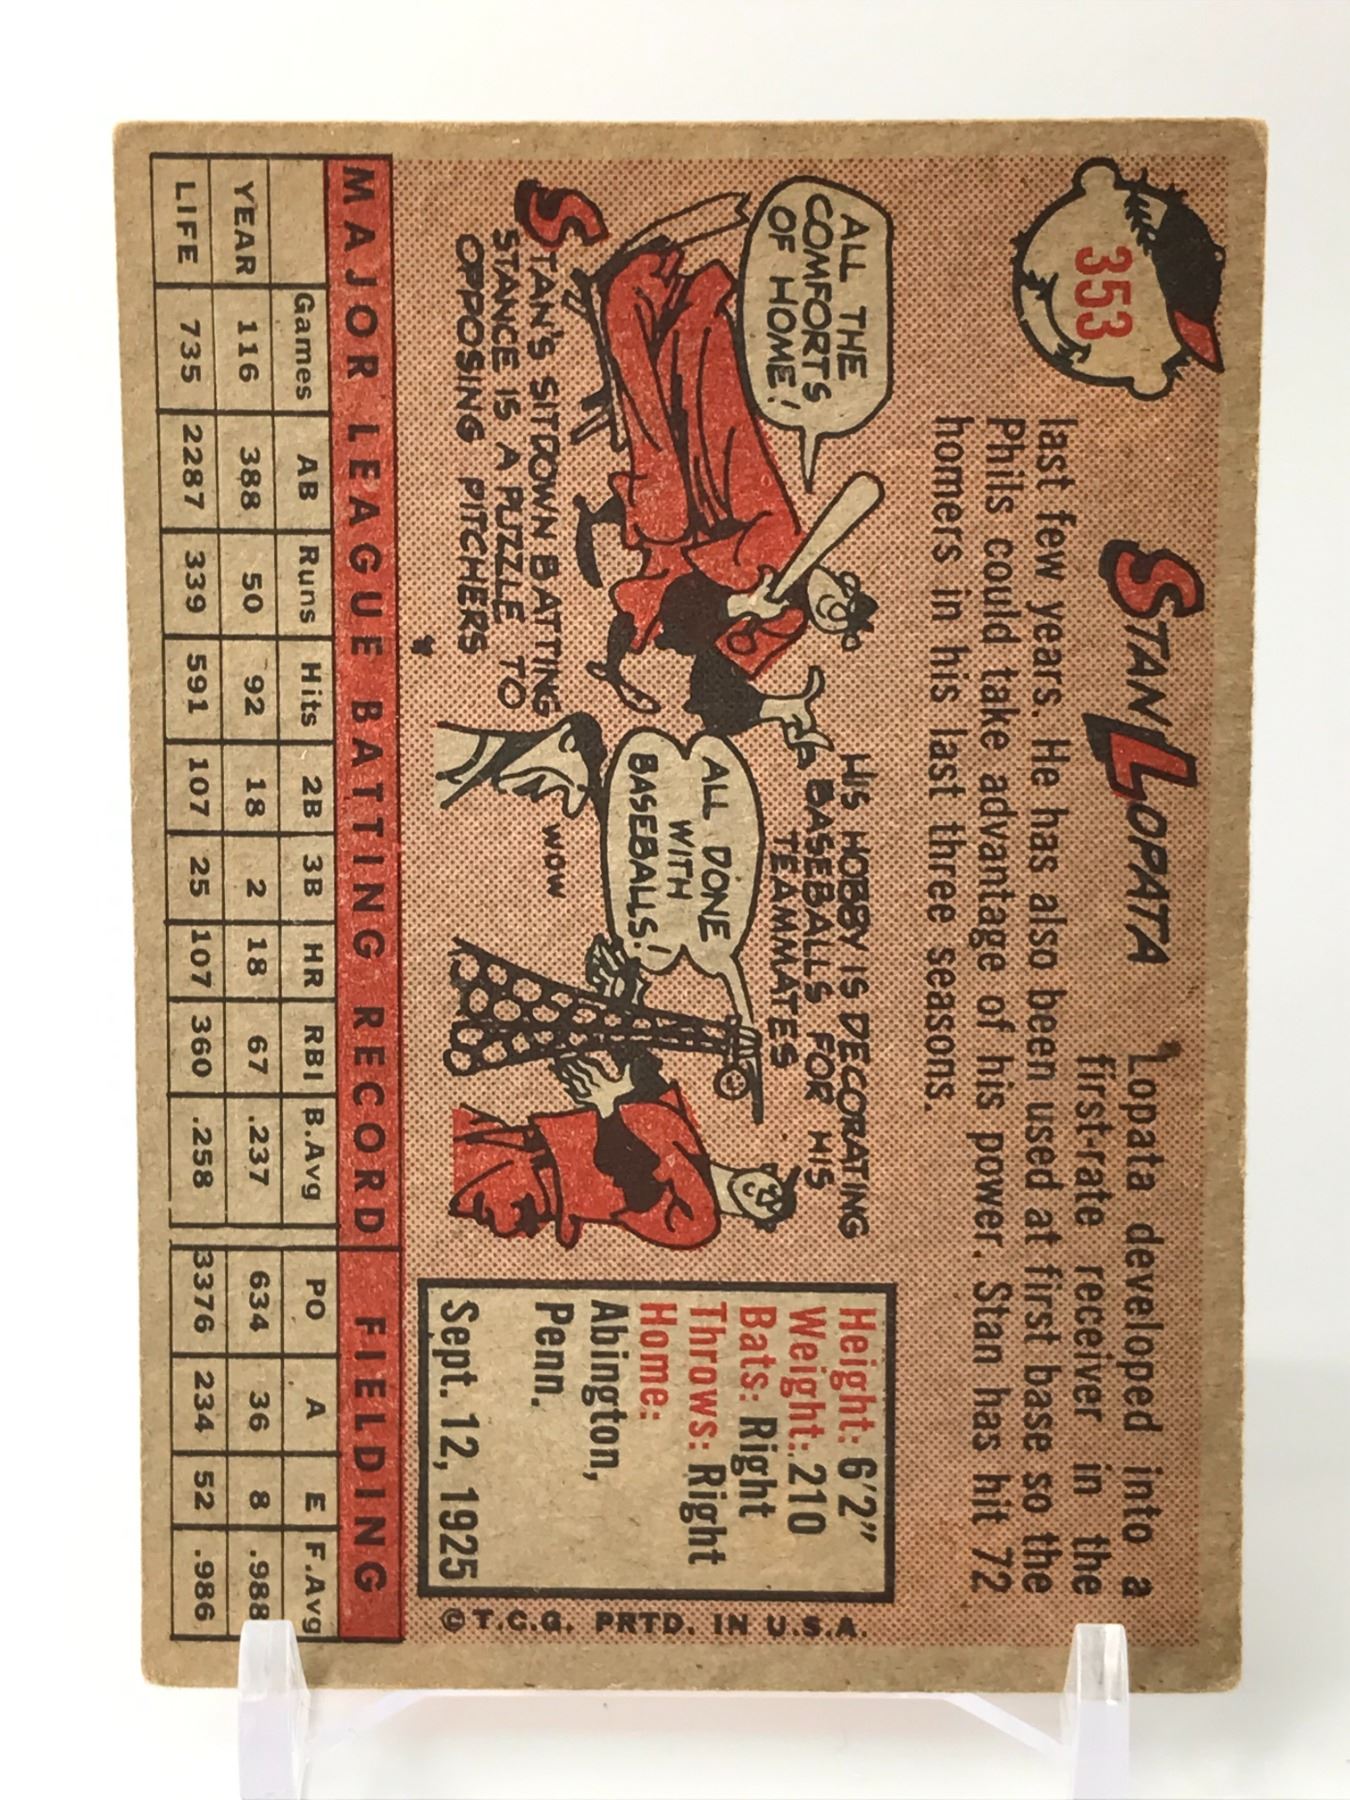 353
STAN LOPATA
Lopata developed into a
first-rate receiver in the
last few years. He has also been used at first base so the
Phils could take advantage of his power. Stan has hit 72
homers in his last three seasons.
ALL THE
COMFORTS
OF HOME!
STAN'S SITDOWN BATTING
STANCE IS A PUZZLE TO
OPPOSING PITCHERS
HIS HOBBY IS DECORATING
BASEBALLS FOR HIS
TEAMMATES
ALL DONE
WITH
BASEBALLS!
WOW
Height: 6'2"
Weight: 210
Bats: Right
Throws: Right
Home:
Abington,
Penn.
Sept. 12, 1925
© T.C.G. PRTD. IN U.S.A.
MAJOR LEAGUE BATTING RECORD FIELDING
Games AB Runs Hits 2B 3B HR RBI B.Avg PO A E F.Avg
YEAR 116 388 50 92 18 2 18 67 .237 634 36 8 .988
LIFE 735 2287 339 591 107 25 107 360 .258 3376 234 52 .986